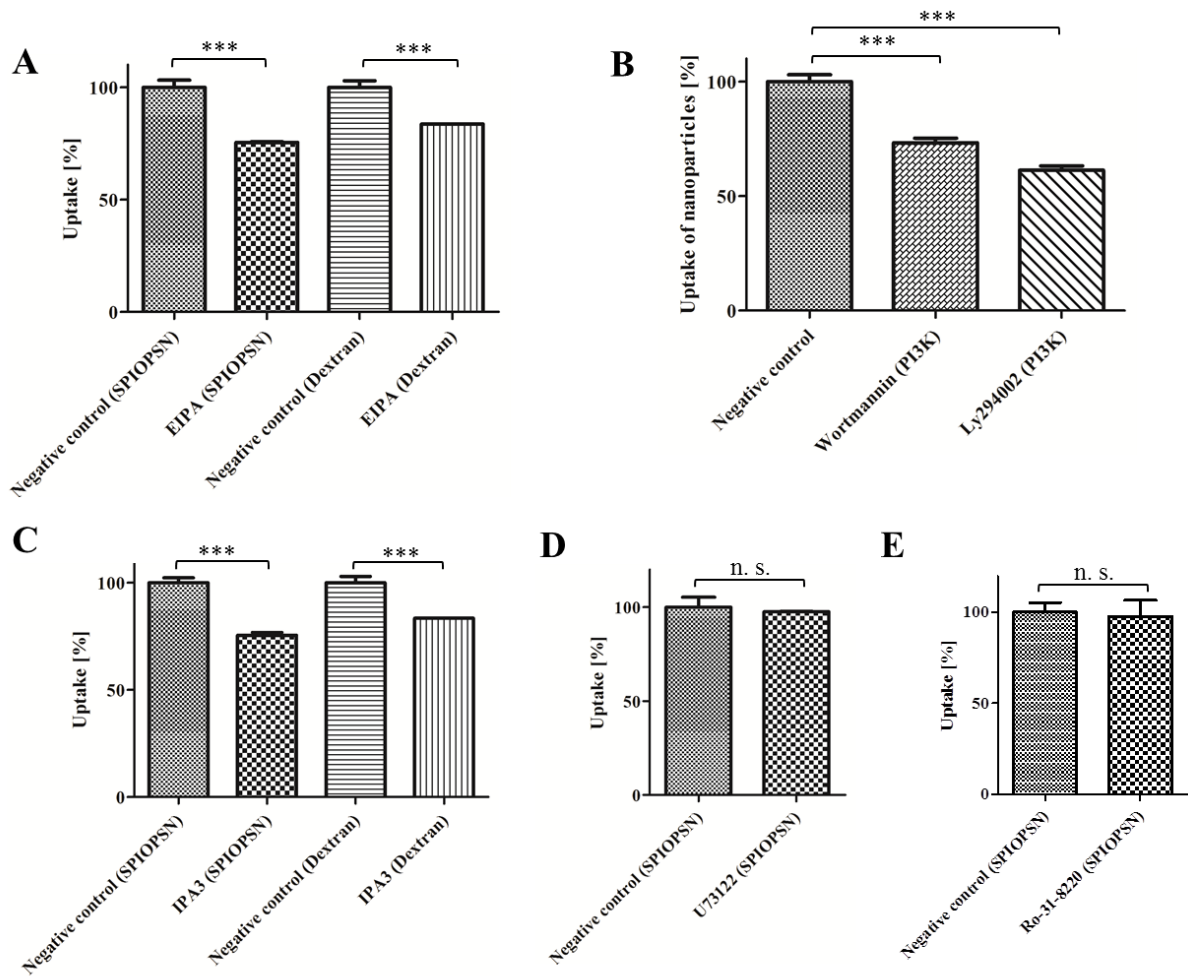 A
***
***
Uptake [%]
100
50
0
Negative control (SPIOPSN)
EIPA (SPIOPSN)
Negative control (Dextran)
EIPA (Dextran)
B
***
***
Uptake of nanoparticles [%]
100
50
0
Negative control
Wortmannin (PI3K)
Ly294002 (PI3K)
C
***
***
Uptake [%]
100
50
0
Negative control (SPIOPSN)
IPA3 (SPIOPSN)
Negative control (Dextran)
IPA3 (Dextran)
D
n. s.
Uptake [%]
100
50
0
Negative control (SPIOPSN)
U73122 (SPIOPSN)
E
n. s.
Uptake [%]
100
50
0
Negative control (SPIOPSN)
Ro-31-8220 (SPIOPSN)